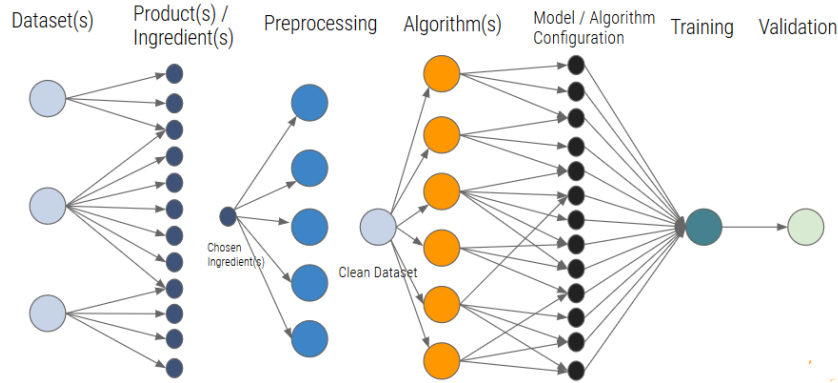 Dataset(s)
Product(s) /
Ingredient(s)
Preprocessing
Algorithm(s)
Model / Algorithm
Configuration
Training
Validation
Chosen
Ingredient(s)
Clean Dataset